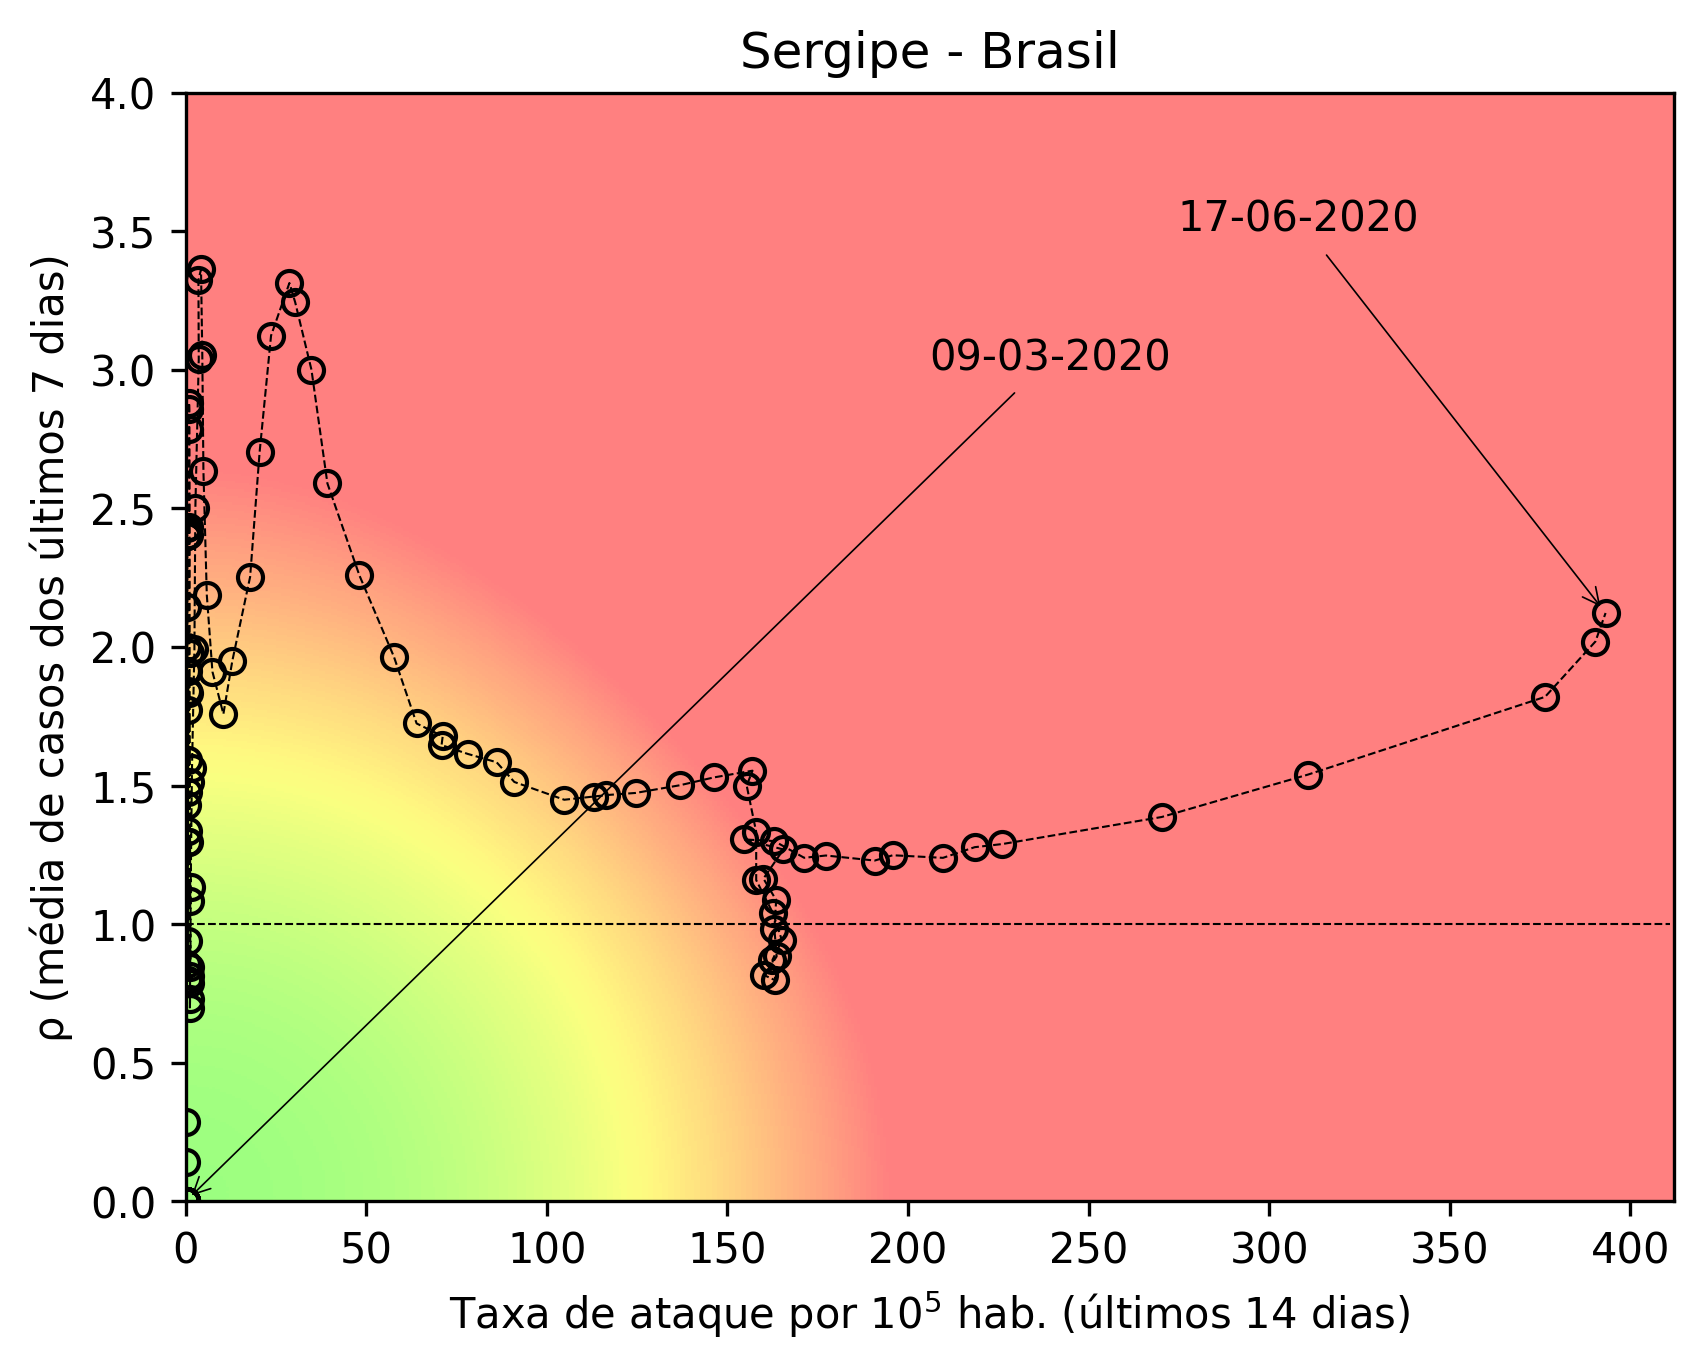 Sergipe - Brasil
4.0
3.5
3.0
2.5
2.0
1.5
1.0
0.5
0.0
ρ (média de casos dos últimos 7 dias)
17-06-2020
09-03-2020
0 50 100 150 200 250 300 350 400
Taxa de ataque por 10⁵ hab. (últimos 14 dias)